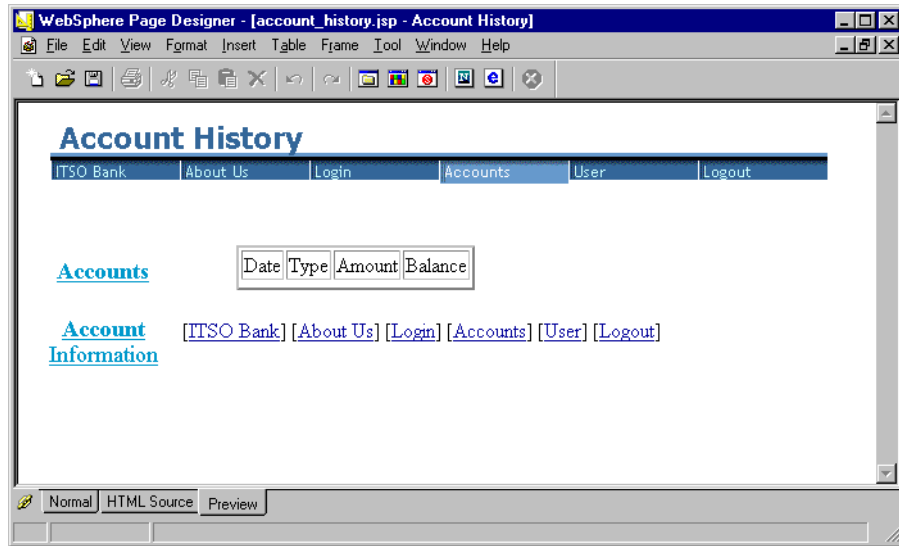 WebSphere Page Designer - [account_history.jsp - Account History]
File Edit View Format Insert Table Frame Tool Window Help
Account History
ITSO Bank About Us Login Accounts User Logout
Accounts
Date Type Amount Balance
Account
Information
[ITSO Bank] [About Us] [Login] [Accounts] [User] [Logout]
Normal HTML Source Preview